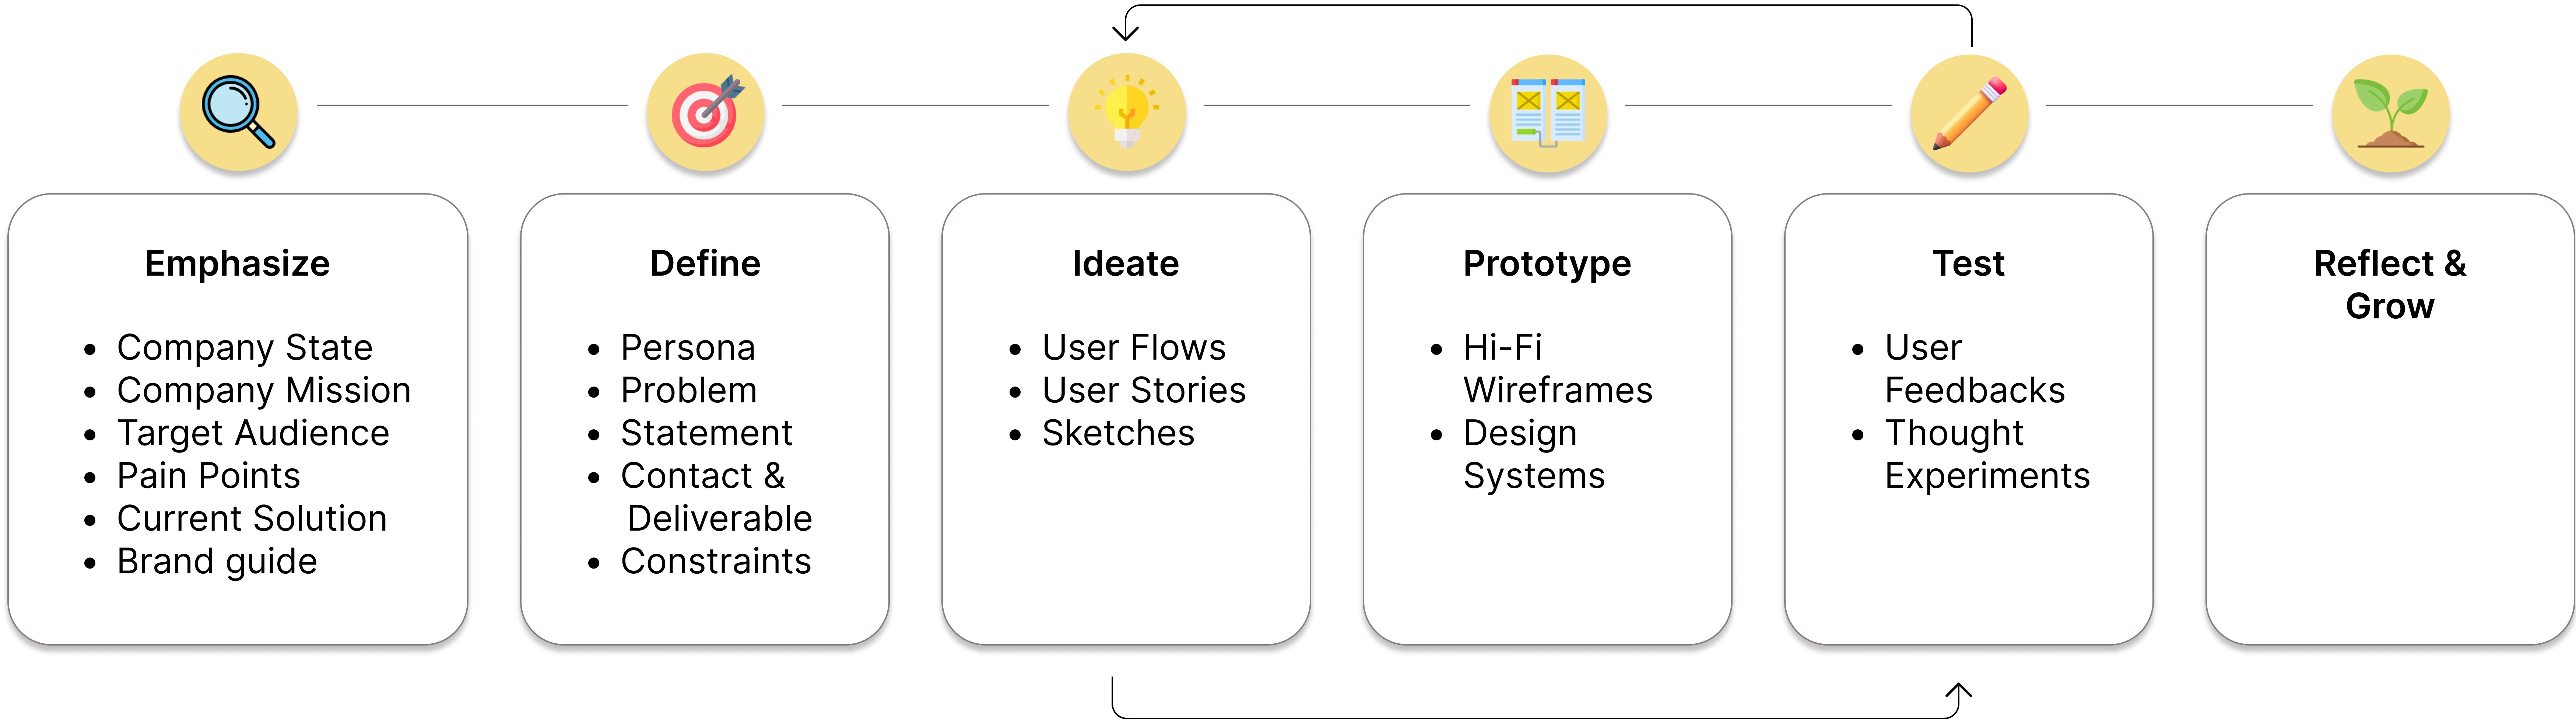 Emphasize
• Company State
• Company Mission
• Target Audience
• Pain Points
• Current Solution
• Brand guide
Define
• Persona
• Problem
• Statement
• Contact &
Deliverable
• Constraints
Ideate
• User Flows
• User Stories
• Sketches
Prototype
• Hi-Fi
Wireframes
• Design
Systems
Test
• User
Feedbacks
• Thought
Experiments
Reflect &
Grow